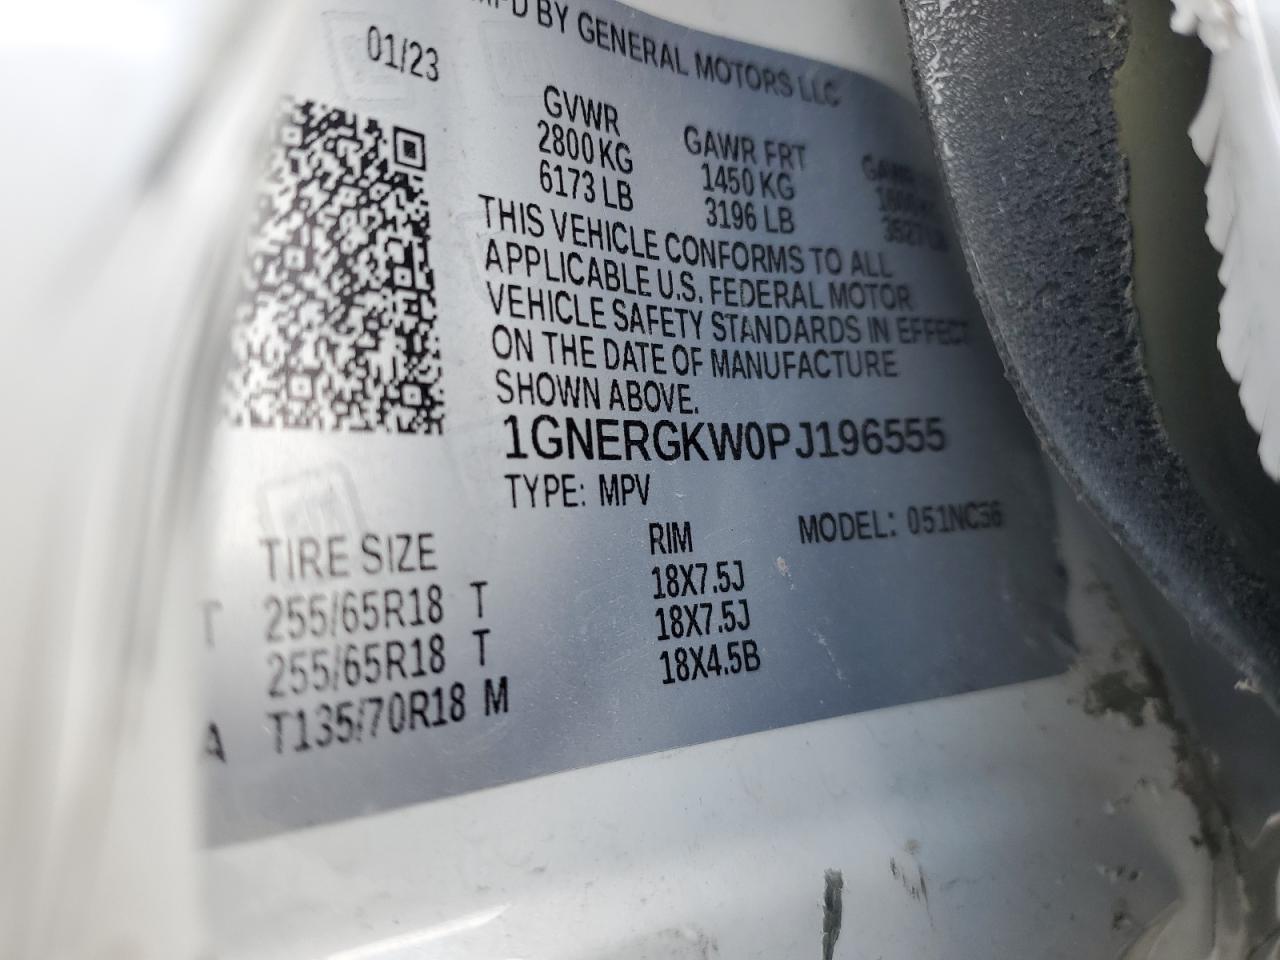 MFD BY GENERAL MOTORS LLC
01/23
GVWR GAWR FRT
2800 KG 1450 KG
6173 LB 3196 LB
THIS VEHICLE CONFORMS TO ALL
APPLICABLE U.S. FEDERAL MOTOR
VEHICLE SAFETY STANDARDS IN EFFECT
ON THE DATE OF MANUFACTURE
SHOWN ABOVE.
1GNERGKW0PJ196555
TYPE: MPV MODEL: 051NC56
TIRE SIZE RIM
255/65R18 T 18X7.5J
255/65R18 T 18X7.5J
T135/70R18 M 18X4.5B